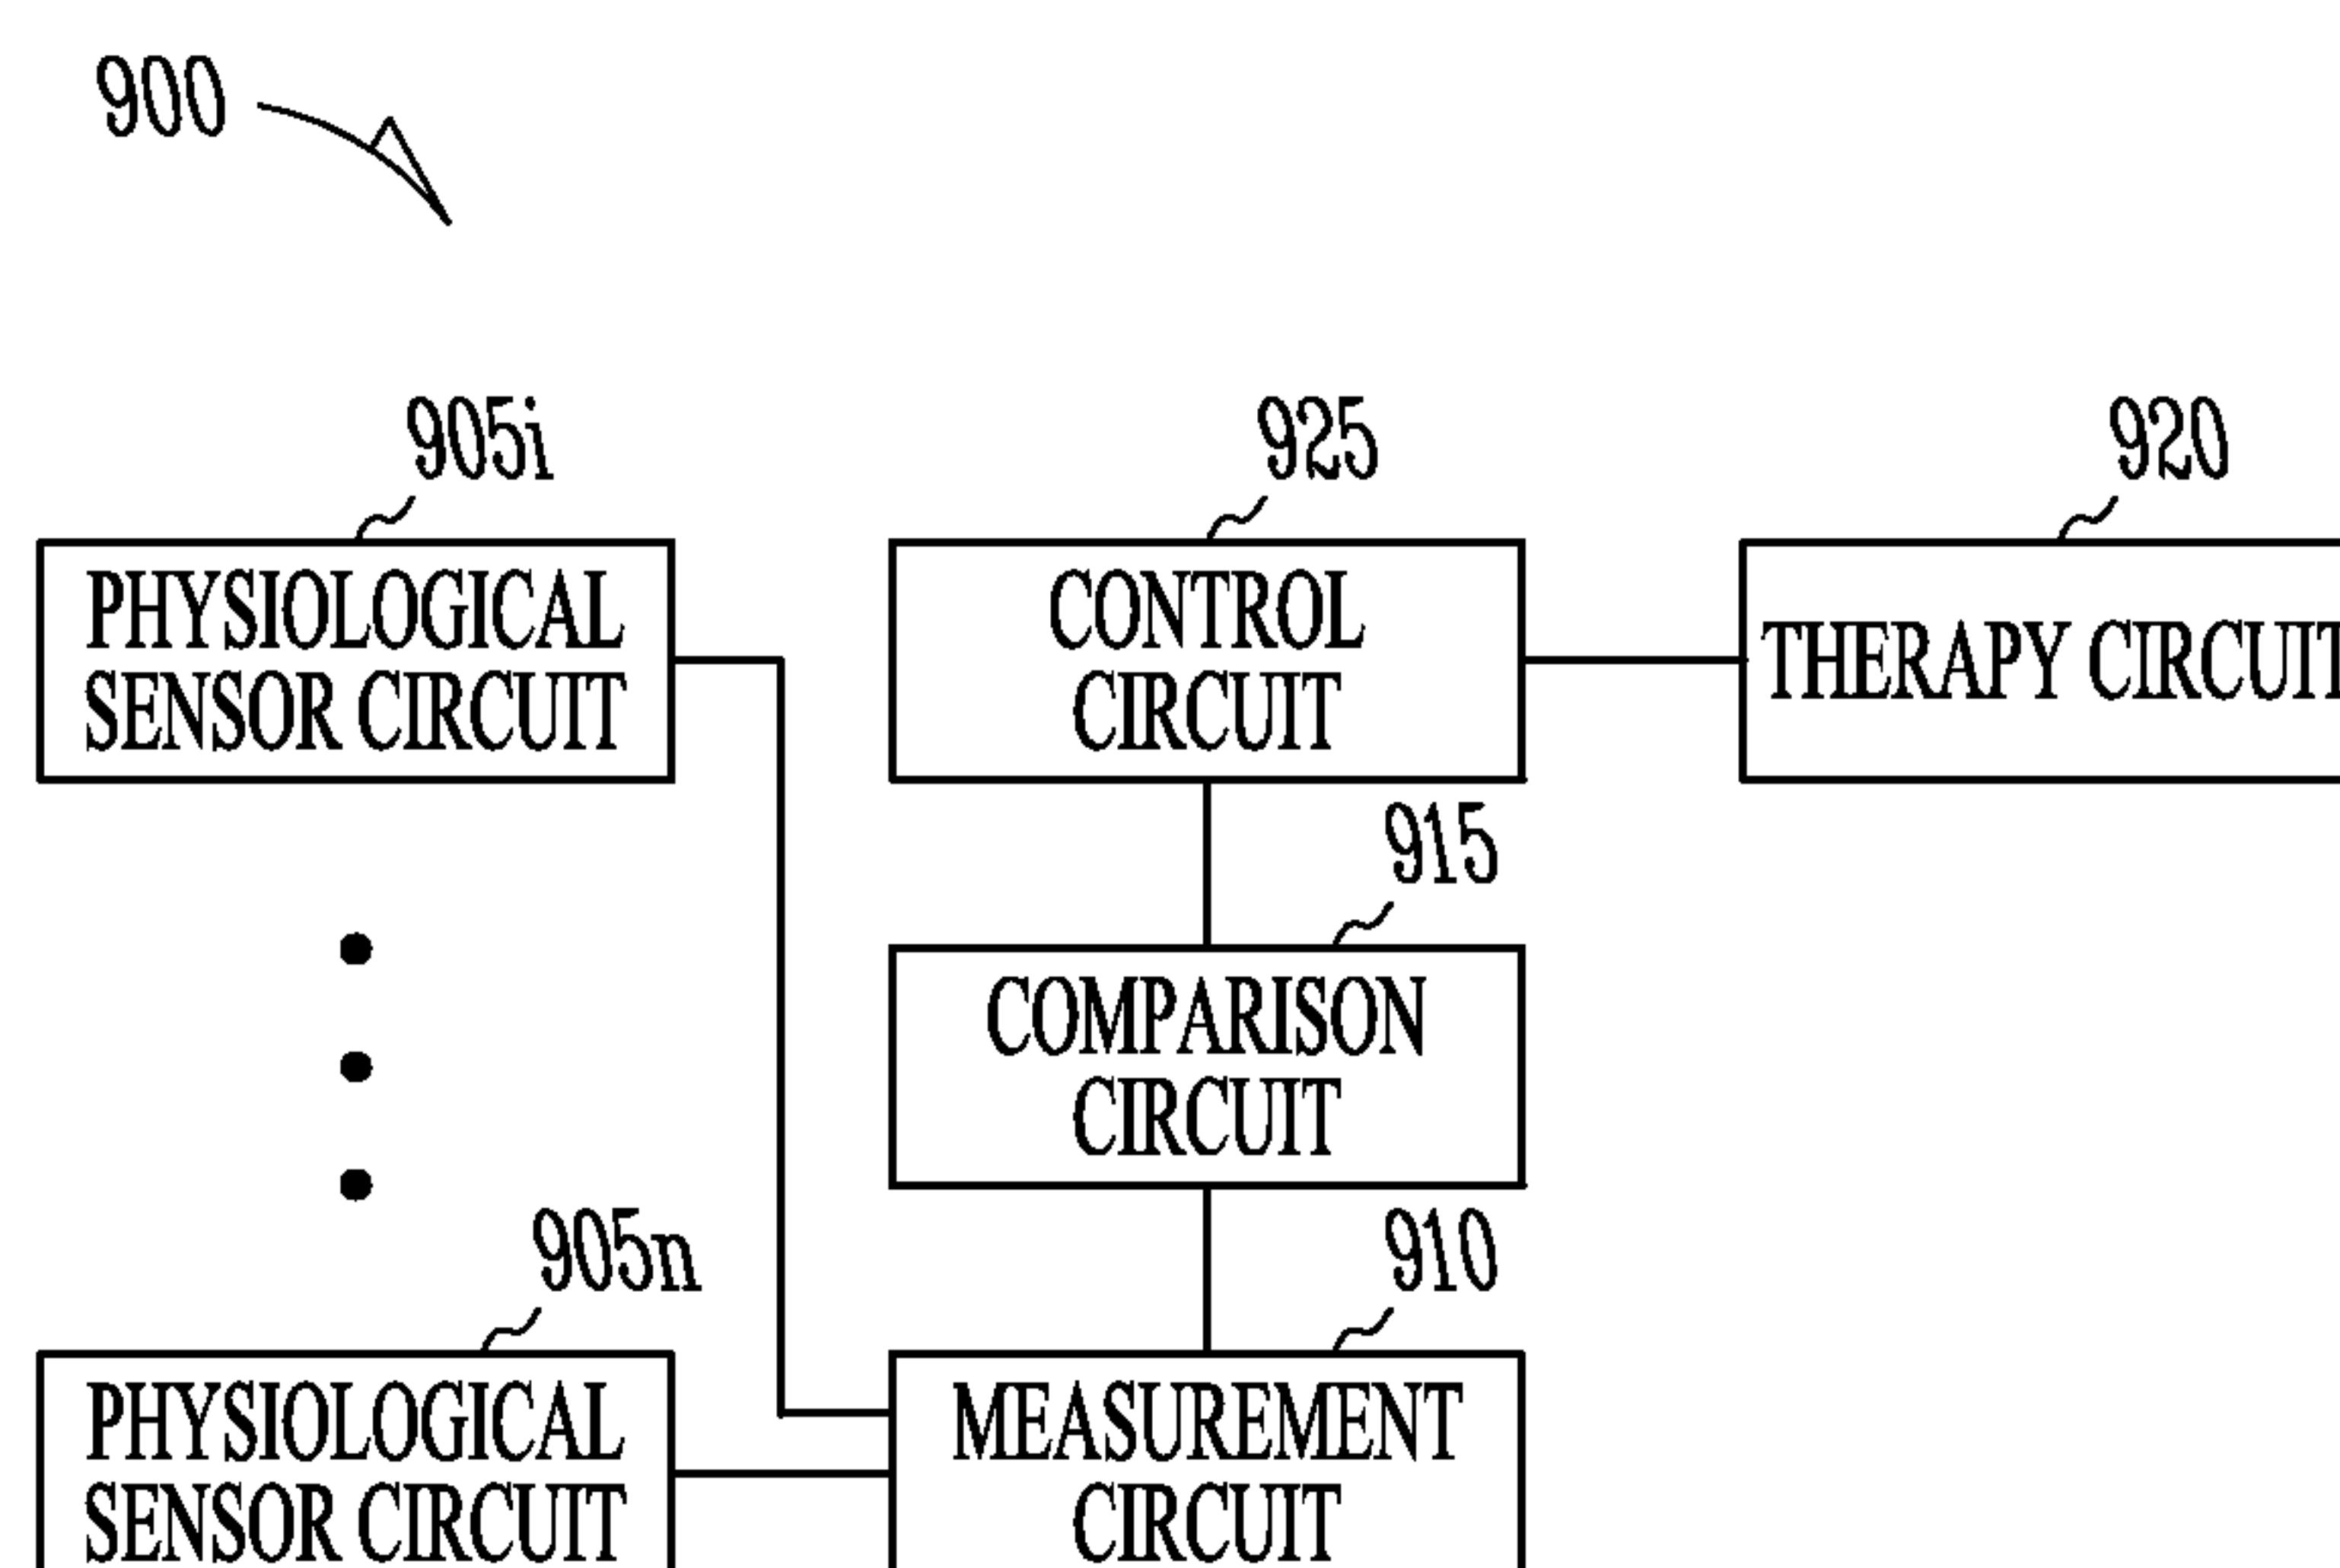 900
905i
925
920
PHYSIOLOGICAL
SENSOR CIRCUIT
CONTROL
CIRCUIT
THERAPY CIRCUIT
915
COMPARISON
CIRCUIT
905n
910
PHYSIOLOGICAL
SENSOR CIRCUIT
MEASUREMENT
CIRCUIT